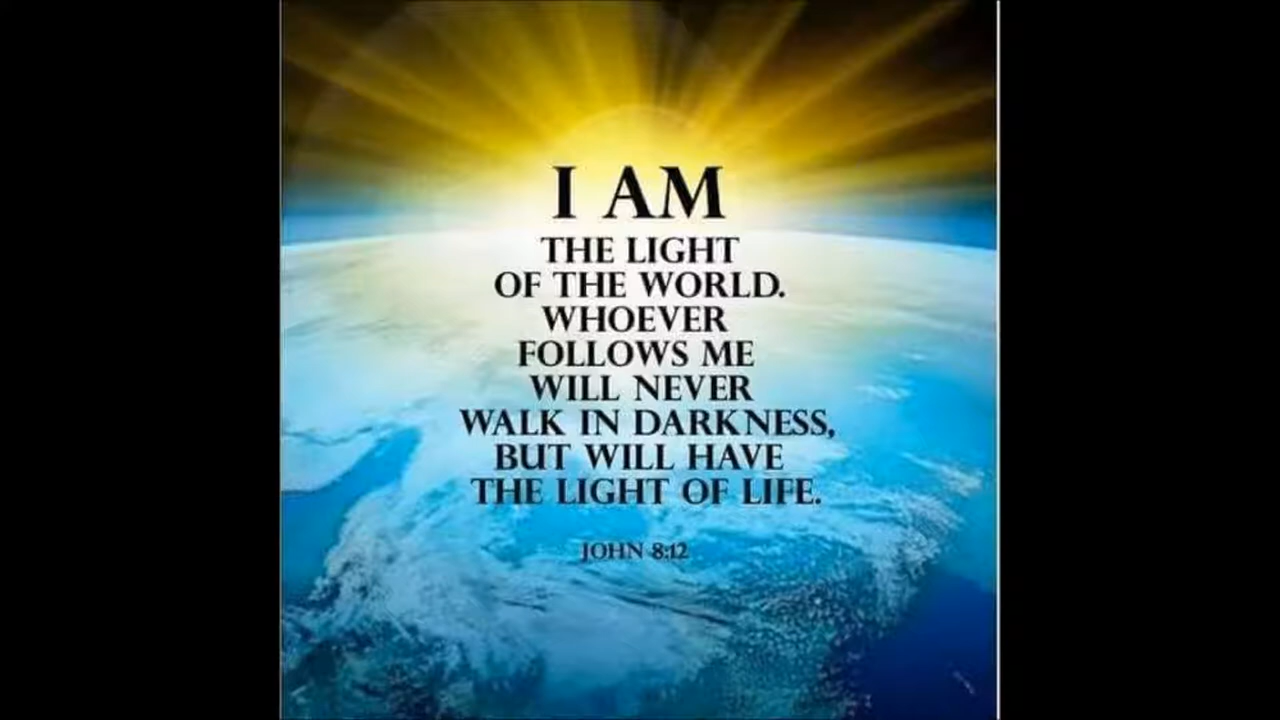 I AM
THE LIGHT
OF THE WORLD.
WHOEVER
FOLLOWS ME
WILL NEVER
WALK IN DARKNESS,
BUT WILL HAVE
THE LIGHT OF LIFE.
JOHN 8:12